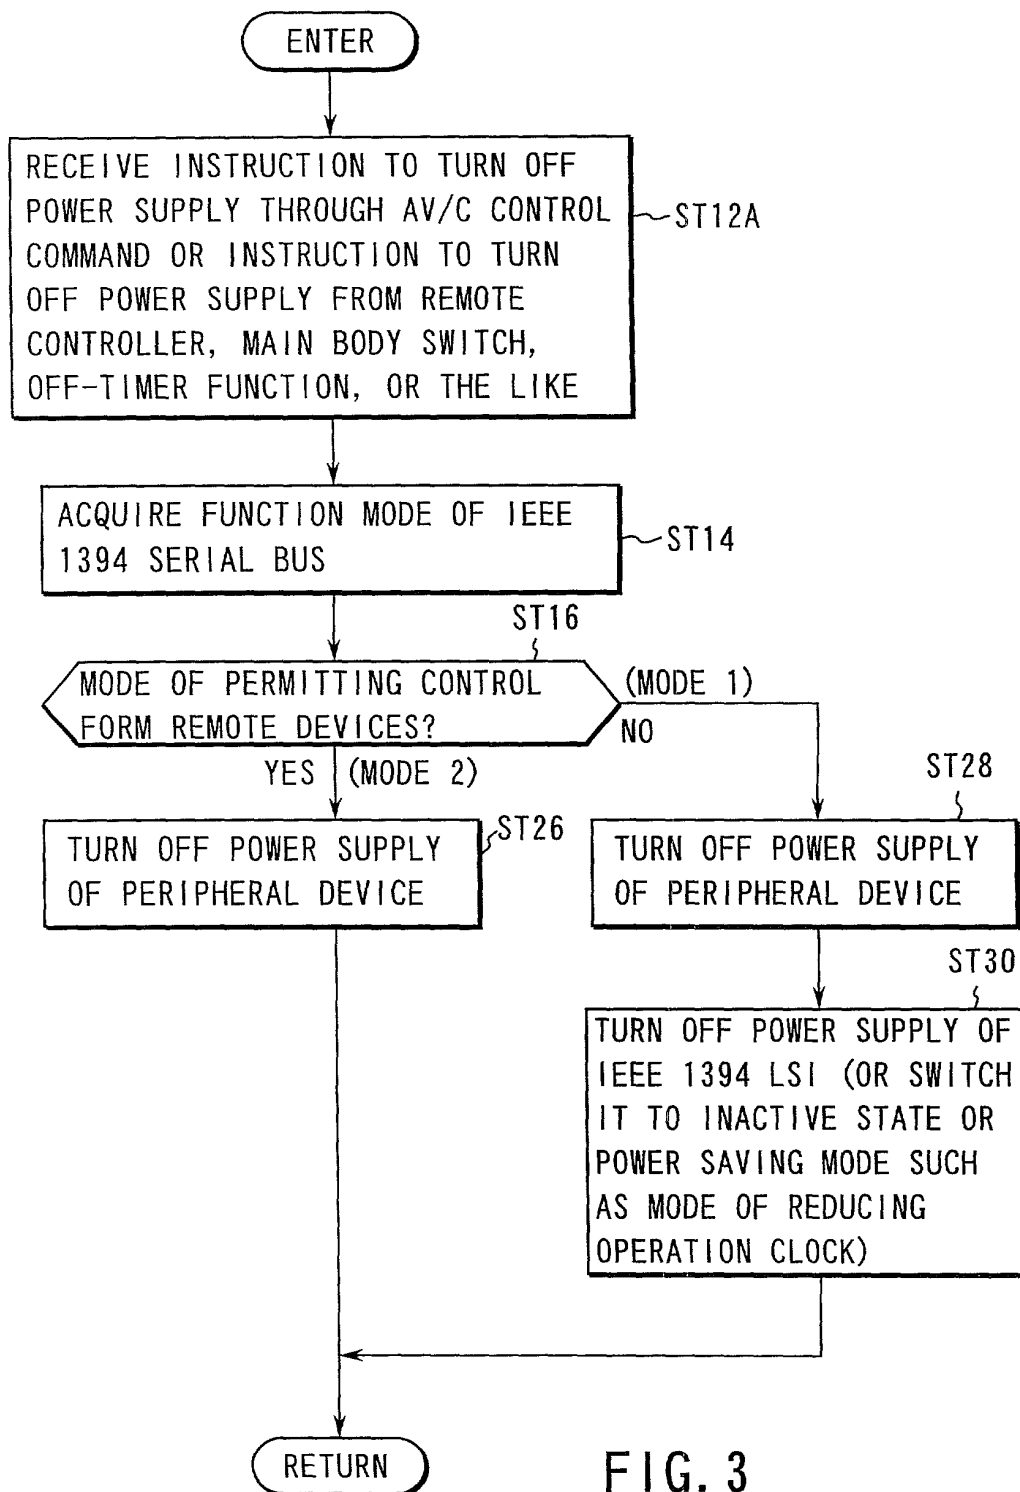 ENTER
RECEIVE INSTRUCTION TO TURN OFF
POWER SUPPLY THROUGH AV/C CONTROL
COMMAND OR INSTRUCTION TO TURN
OFF POWER SUPPLY FROM REMOTE
CONTROLLER, MAIN BODY SWITCH,
OFF-TIMER FUNCTION, OR THE LIKE
ST12A
ACQUIRE FUNCTION MODE OF IEEE
1394 SERIAL BUS
ST14
ST16
MODE OF PERMITTING CONTROL
FORM REMOTE DEVICES?
(MODE 1)
NO
YES (MODE 2)
ST26
TURN OFF POWER SUPPLY
OF PERIPHERAL DEVICE
ST28
TURN OFF POWER SUPPLY
OF PERIPHERAL DEVICE
ST30
TURN OFF POWER SUPPLY OF
IEEE 1394 LSI (OR SWITCH
IT TO INACTIVE STATE OR
POWER SAVING MODE SUCH
AS MODE OF REDUCING
OPERATION CLOCK)
RETURN
FIG. 3